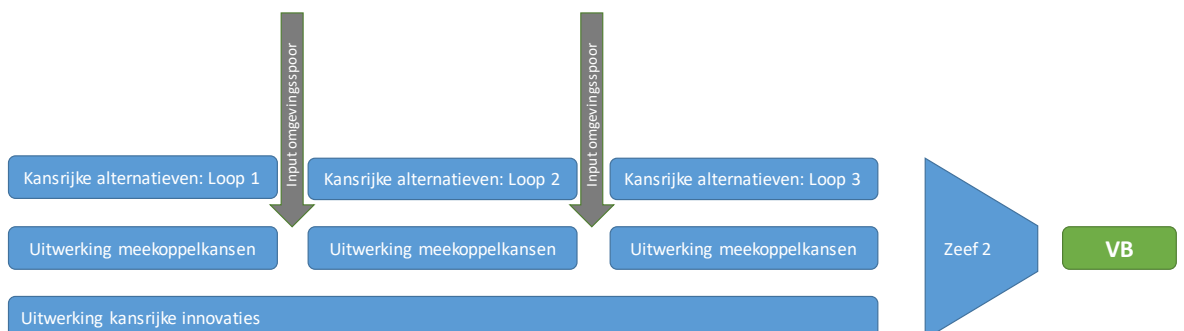 Input omgevingsspoor
Input omgevingsspoor
Kansrijke alternatieven: Loop 1
Kansrijke alternatieven: Loop 2
Kansrijke alternatieven: Loop 3
Uitwerking meekoppelkansen
Uitwerking meekoppelkansen
Uitwerking meekoppelkansen
Zeef 2
VB
Uitwerking kansrijke innovaties